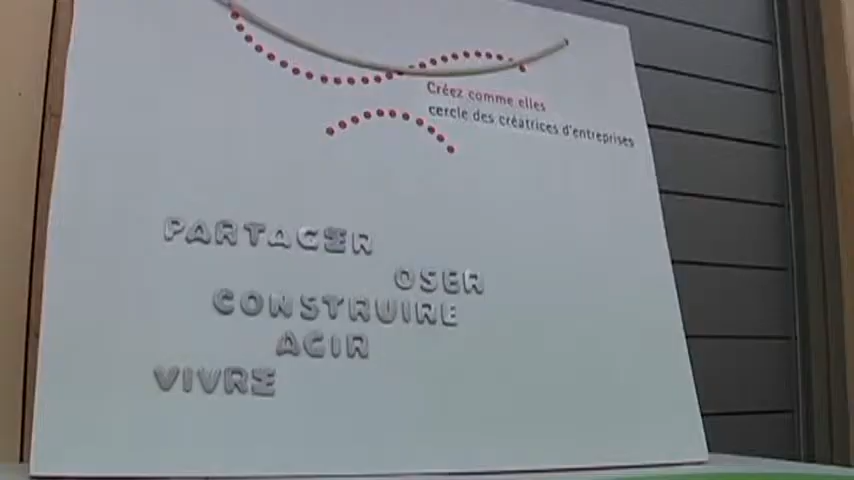 Créez comme elles
cercle des créatrices d'entreprises
PARTAGER
OSER
CONSTRUIRE
AGIR
VIVRE